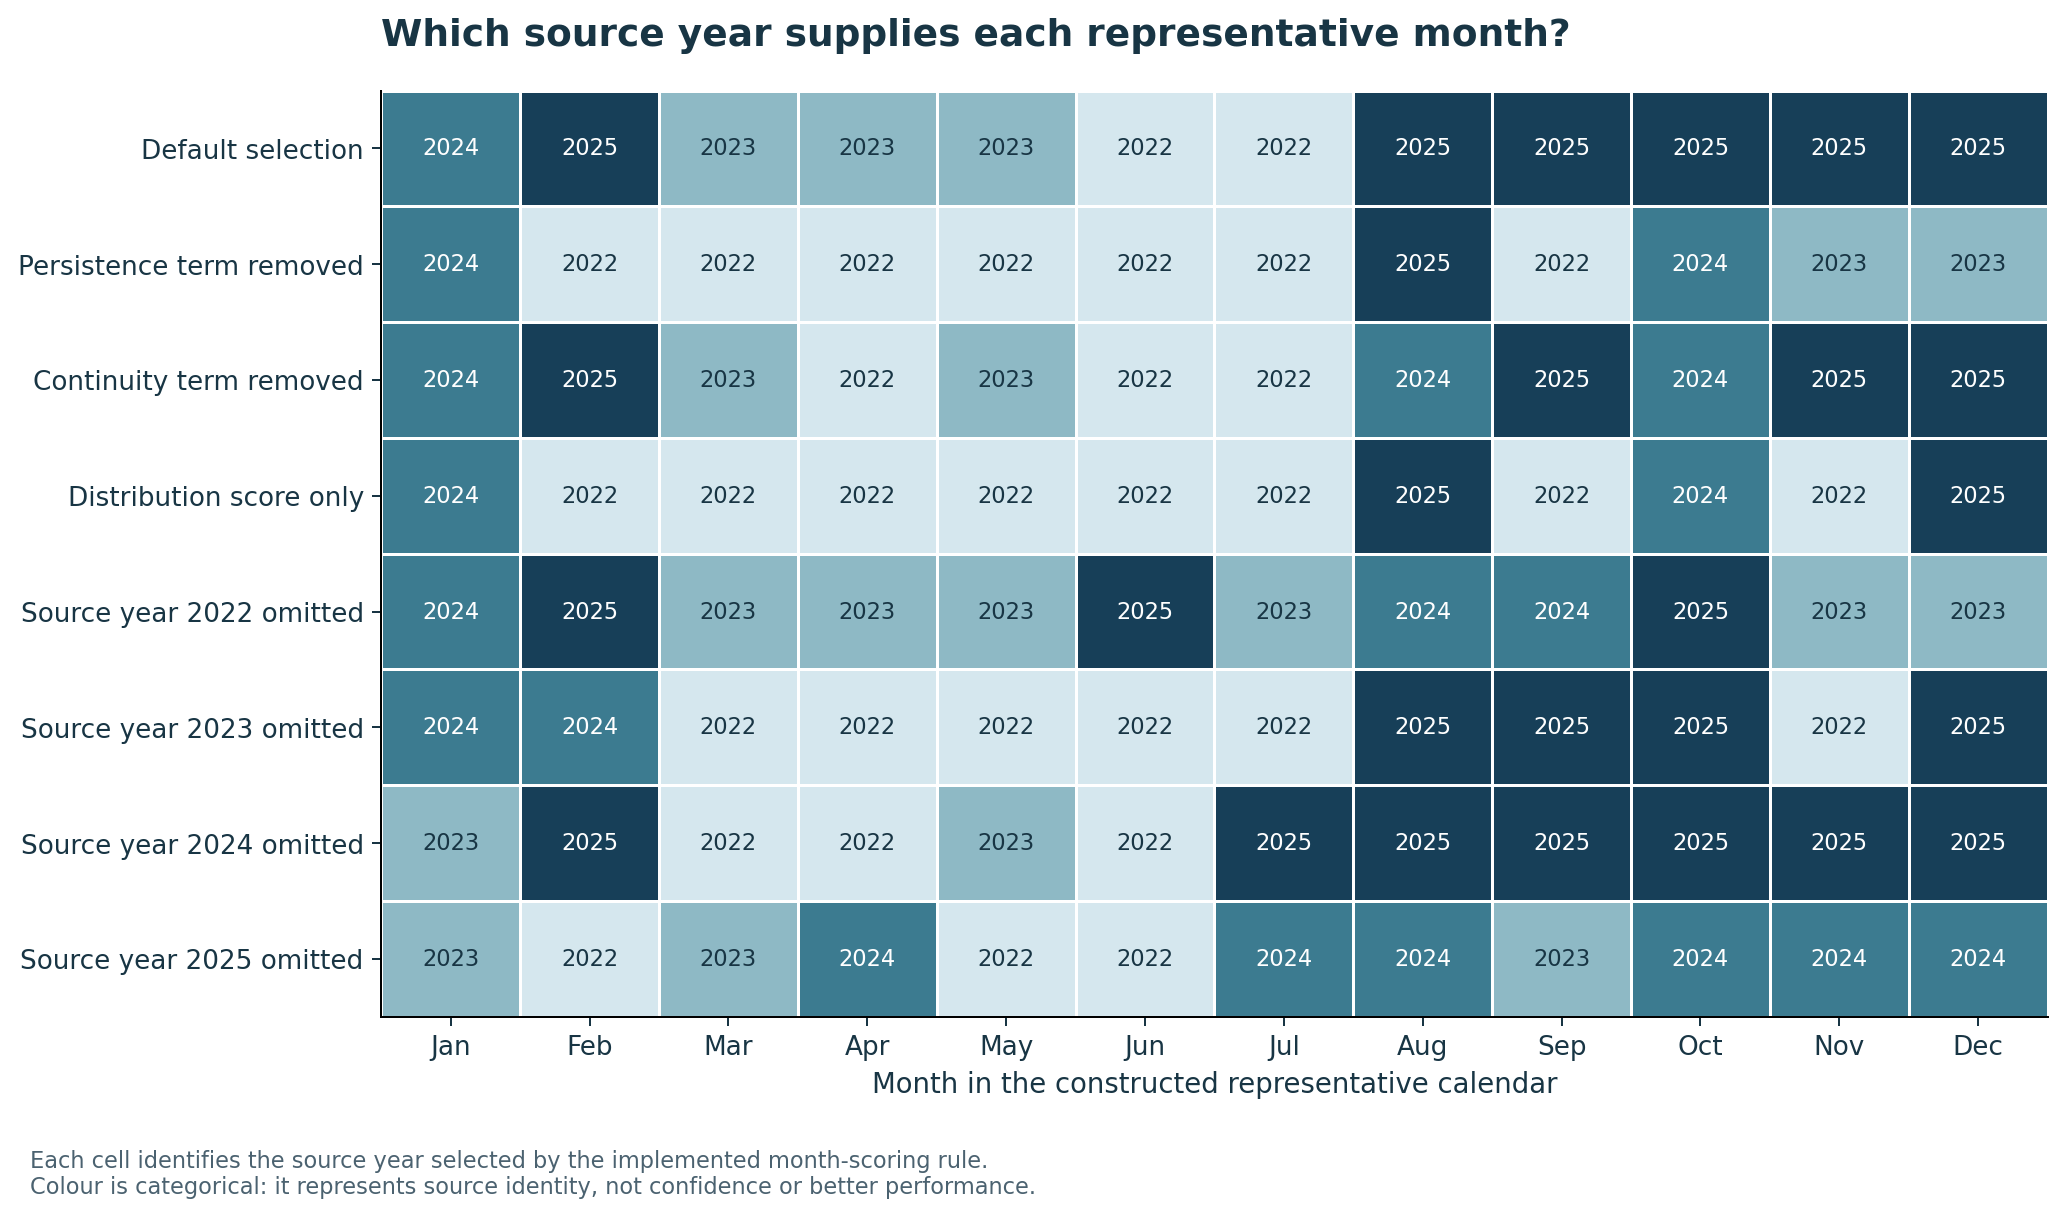 Which source year supplies each representative month?
Default selection 2024 2025 2023 2023 2023 2022 2022 2025 2025 2025 2025 2025
Persistence term removed 2024 2022 2022 2022 2022 2022 2022 2025 2022 2024 2023 2023
Continuity term removed 2024 2025 2023 2022 2023 2022 2022 2024 2025 2024 2025 2025
Distribution score only 2024 2022 2022 2022 2022 2022 2022 2025 2022 2024 2022 2025
Source year 2022 omitted 2024 2025 2023 2023 2023 2025 2023 2024 2024 2025 2023 2023
Source year 2023 omitted 2024 2024 2022 2022 2022 2022 2022 2025 2025 2025 2022 2025
Source year 2024 omitted 2023 2025 2022 2022 2023 2022 2025 2025 2025 2025 2025 2025
Source year 2025 omitted 2023 2022 2023 2024 2022 2022 2024 2024 2023 2024 2024 2024
Jan Feb Mar Apr May Jun Jul Aug Sep Oct Nov Dec
Month in the constructed representative calendar
Each cell identifies the source year selected by the implemented month-scoring rule.
Colour is categorical: it represents source identity, not confidence or better performance.